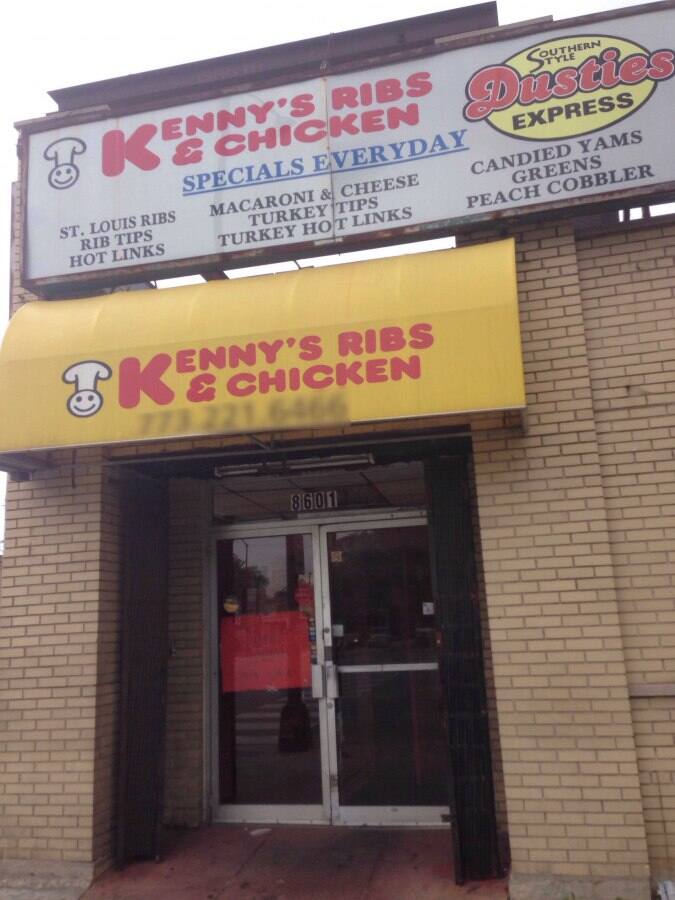 KENNY'S RIBS
& CHICKEN
SPECIALS EVERYDAY
ST. LOUIS RIBS
RIB TIPS
HOT LINKS
MACARONI & CHEESE
TURKEY TIPS
TURKEY HOT LINKS
SOUTHERN
STYLE
Dusties
EXPRESS
CANDIED YAMS
GREENS
PEACH COBBLER
KENNY'S RIBS
& CHICKEN
8601